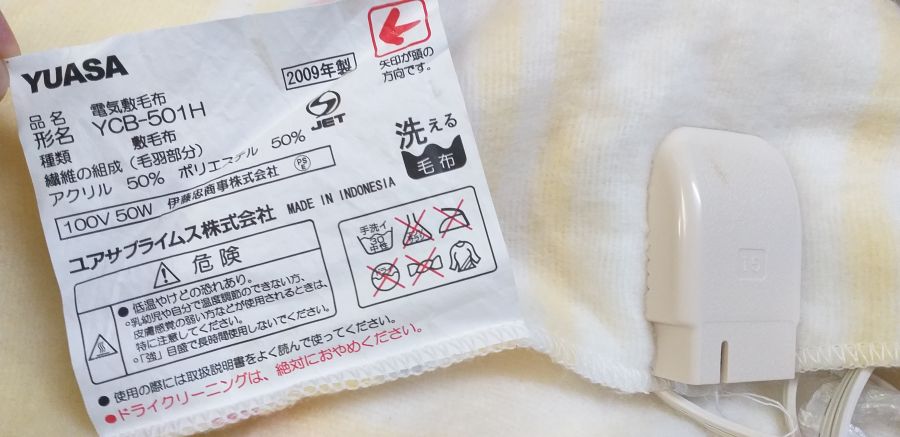 YUASA
2009年製
矢印が頭の
方向です。
品名 電気敷毛布
形名 YCB-501H
種類 敷毛布
繊維の組成(毛羽部分)
アクリル 50% ポリエステル 50%
JET
洗える
毛布
100V 50W 伊藤忠商事株式会社 PSE
ユアサプライムス株式会社 MADE IN INDONESIA
手洗イ
30
中性
危険
●低温やけどの恐れあり。
○乳幼児や自分で温度調節のできない方、
皮膚感覚の弱い方などが使用されるときは、
特に注意してください。
○「強」目盛で長時間使用しないでください。
●使用の際には取扱説明書をよく読んで使ってください。
●ドライクリーニングは、絶対におやめください。